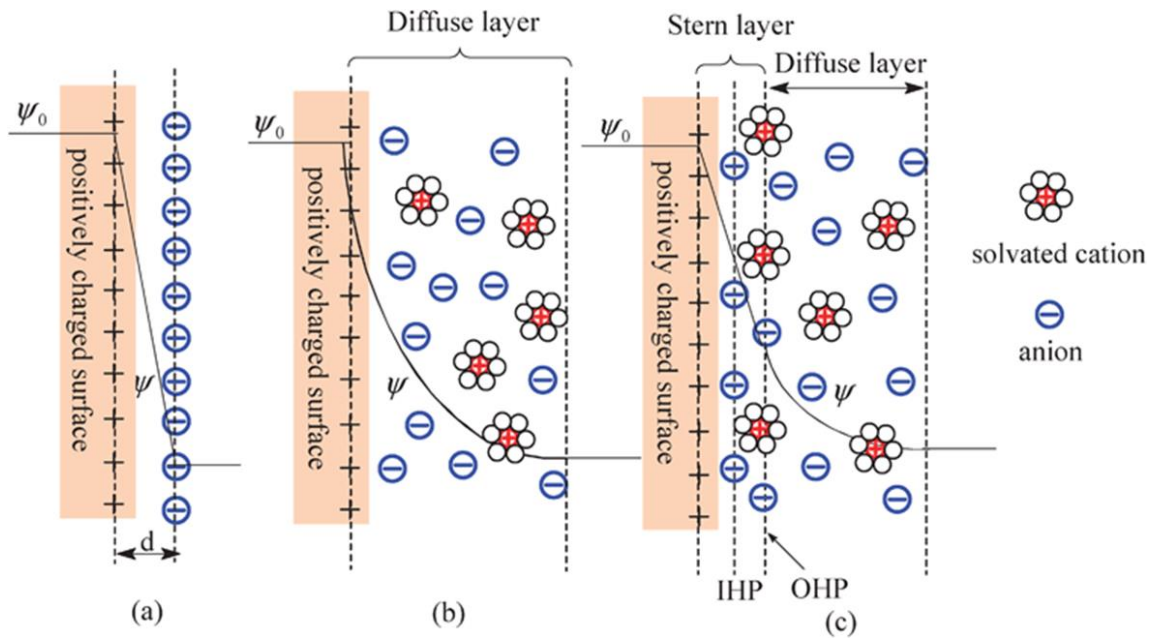 Diffuse layer
Stern layer
Diffuse layer
ψ₀
ψ₀
ψ₀
positively charged surface
positively charged surface
positively charged surface
solvated cation
anion
ψ
ψ
ψ
d
IHP
OHP
(a)
(b)
(c)